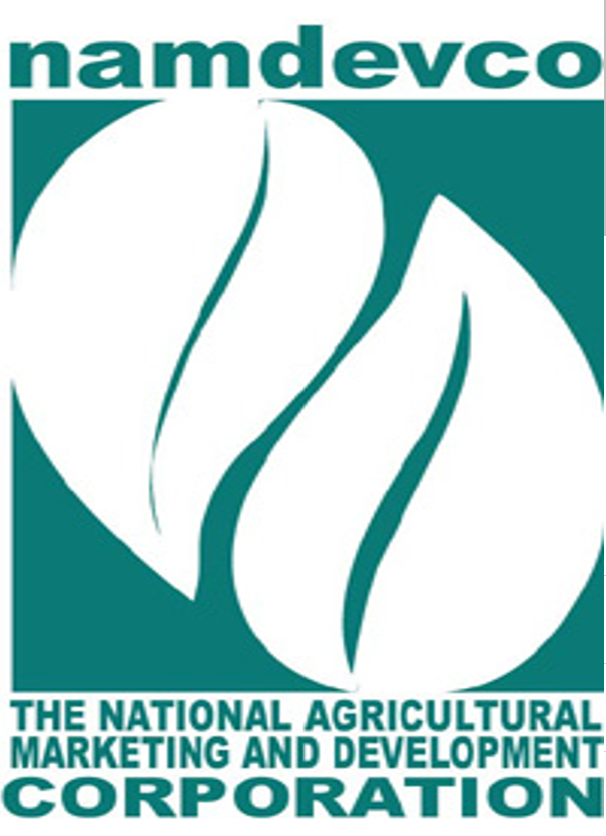 namdevco
THE NATIONAL AGRICULTURAL
MARKETING AND DEVELOPMENT
CORPORATION